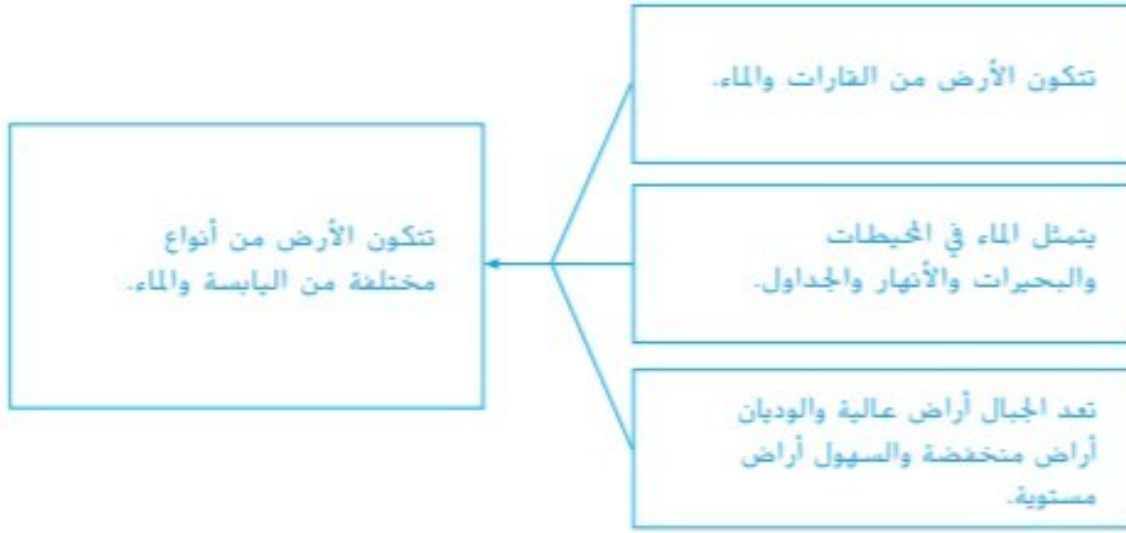 تتكون الأرض من القارات والماء.
يتمثل الماء في المحيطات
والبحيرات والأنهار والجداول.
تعد الجبال أراض عالية والوديان
أراض منخفضة والسهول أراض
مستوية.
تتكون الأرض من أنواع
مختلفة من اليابسة والماء.